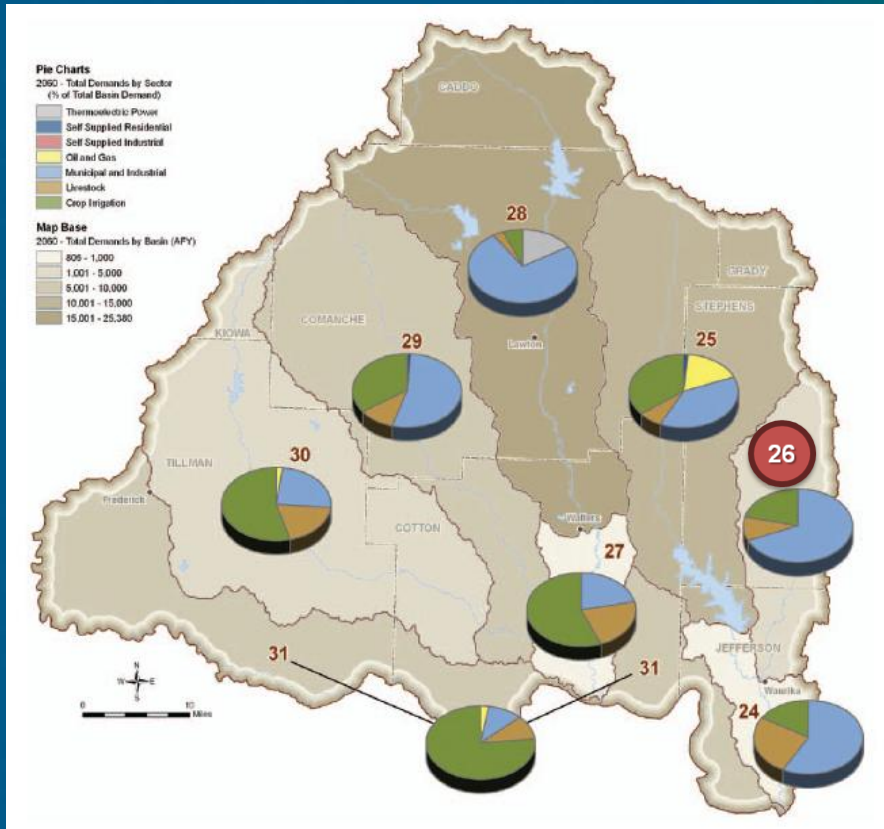 Pie Charts
2060 - Total Demands by Sector
(% of Total Basin Demand)
Thermoelectric Power
Self Supplied Residential
Self Supplied Industrial
Oil and Gas
Municipal and Industrial
Livestock
Crop Irrigation
Map Base
2060 - Total Demands by Basin (AFY)
806 - 1,000
1,001 - 5,000
5,001 - 10,000
10,001 - 15,000
15,001 - 25,380
CADDO
28
GRADY
STEPHENS
KIOWA
COMANCHE
Lawton
29
25
30
26
TILLMAN
Frederick
COTTON
Walters
27
31
31
JEFFERSON
Waurika
24
N
W
E
S
0
10
Miles